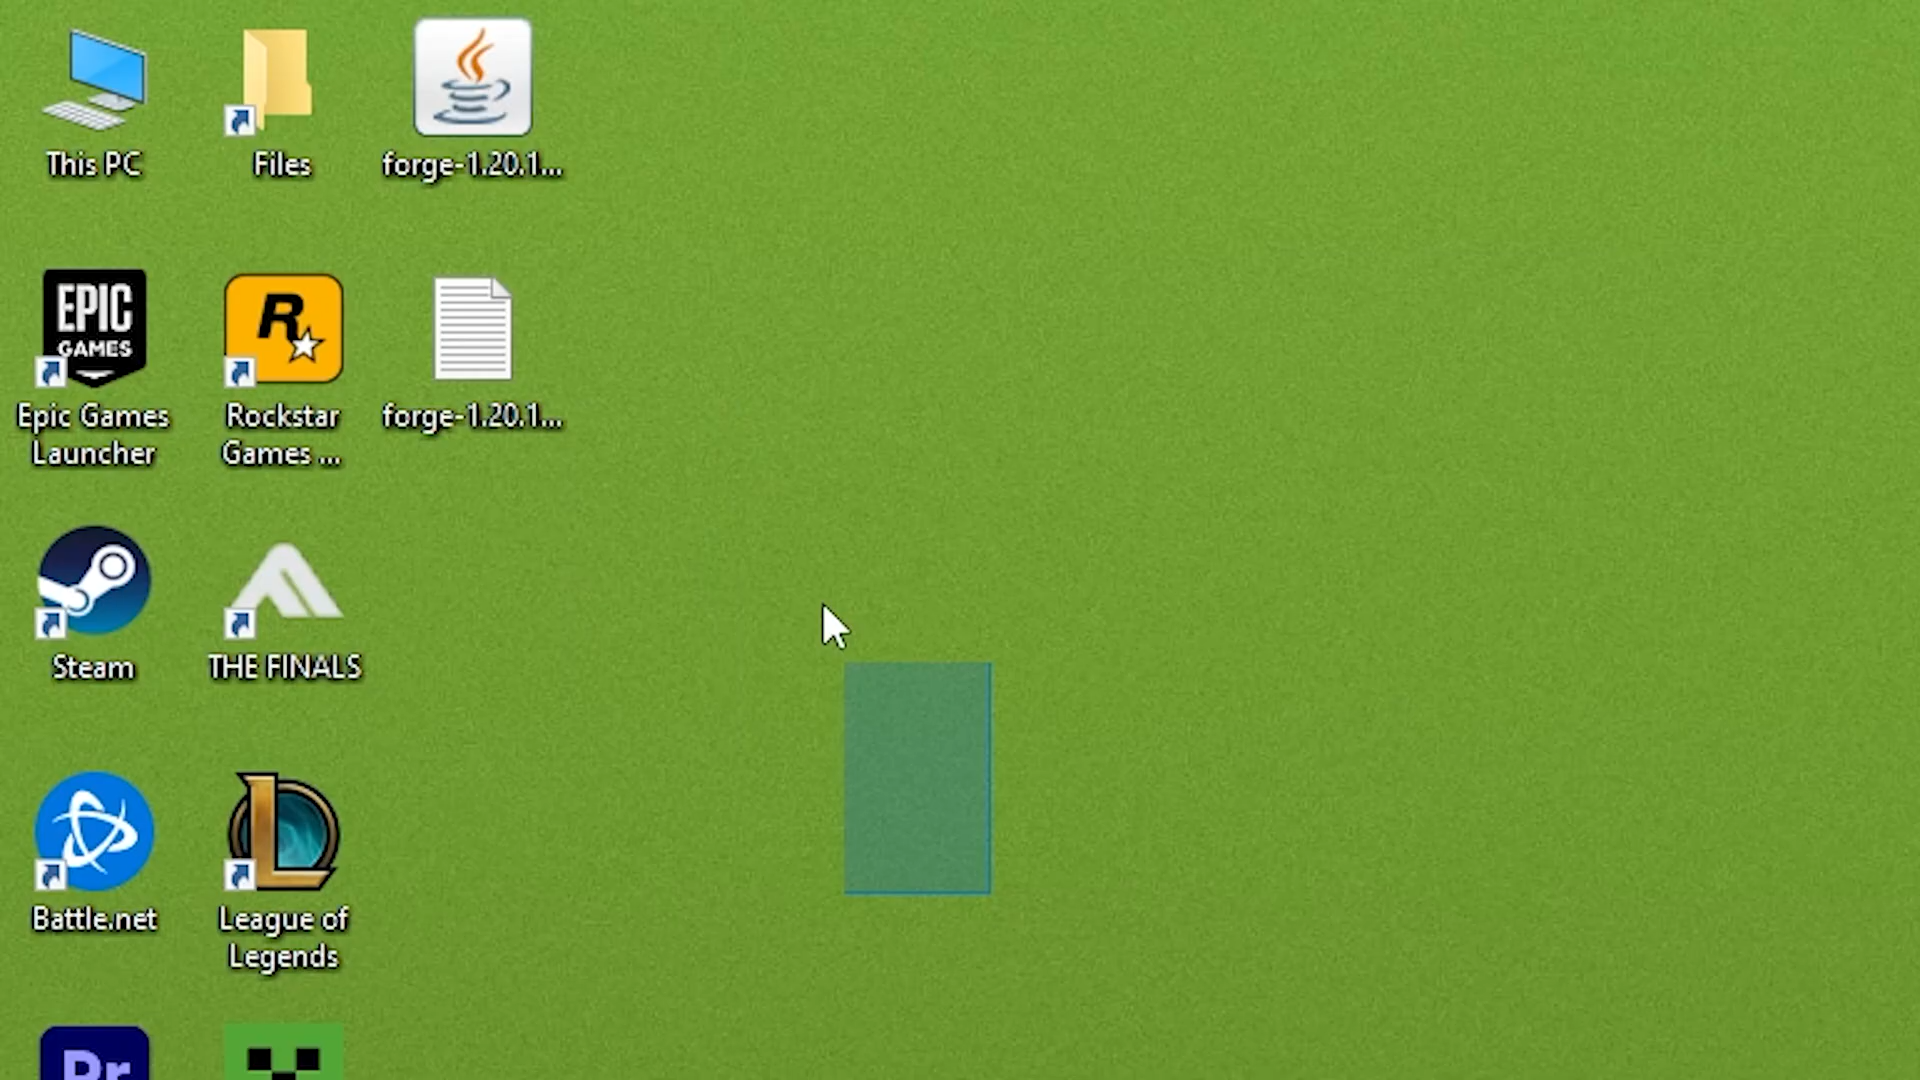 This PC
Files
forge-1.20.1...
EPIC
GAMES
Epic Games
Launcher
R
Rockstar
Games ...
forge-1.20.1...
Steam
THE FINALS
Battle.net
League of
Legends
Pr